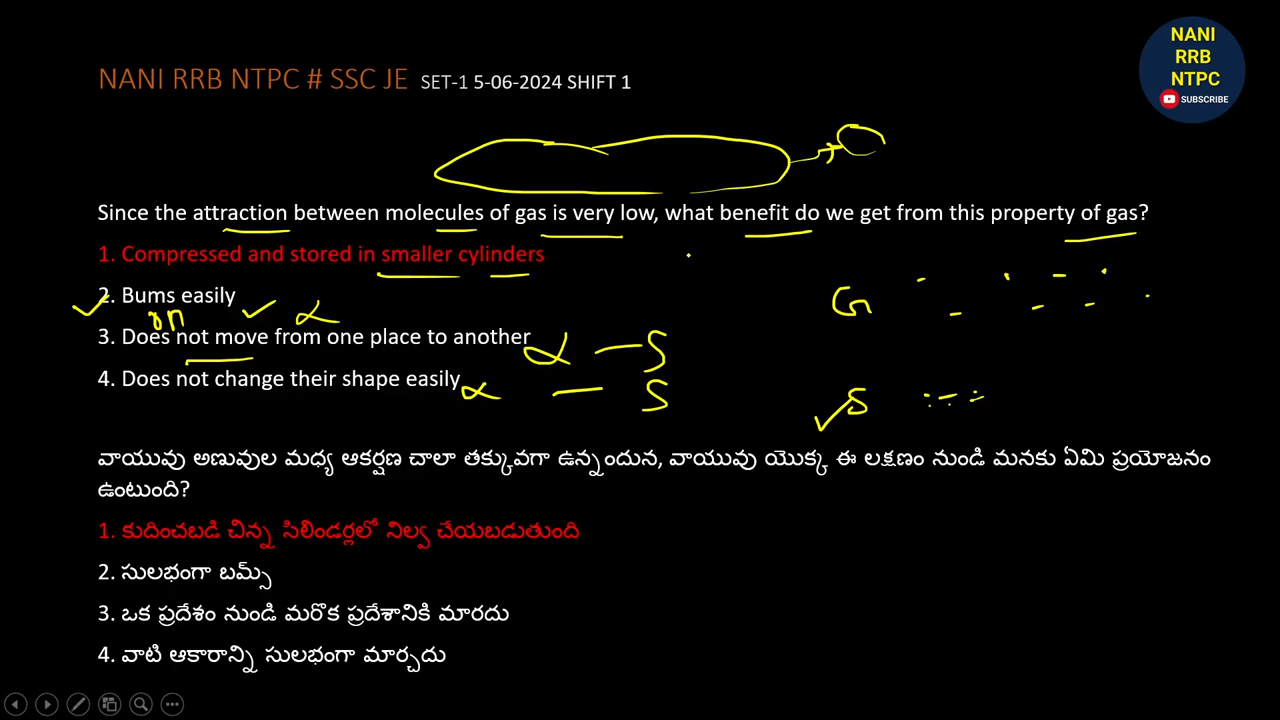 NANI
RRB
NTPC
SUBSCRIBE
NANI RRB NTPC # SSC JE SET-1 5-06-2024 SHIFT 1
Since the attraction between molecules of gas is very low, what benefit do we get from this property of gas?
1. Compressed and stored in smaller cylinders
2. Bums easily
rn
3. Does not move from one place to another
S
4. Does not change their shape easily
S
G
S
వాయువు అణువుల మధ్య ఆకర్షణ చాలా తక్కువగా ఉన్నందున, వాయువు యొక్క ఈ లక్షణం నుండి మనకు ఏమి ప్రయోజనం
ఉంటుంది?
1. కుదించబడి చిన్న సిలిండర్లలో నిల్వ చేయబడుతుంది
2. సులభంగా బమ్స్
3. ఒక ప్రదేశం నుండి మరొక ప్రదేశానికి మారదు
4. వాటి ఆకారాన్ని సులభంగా మార్చదు